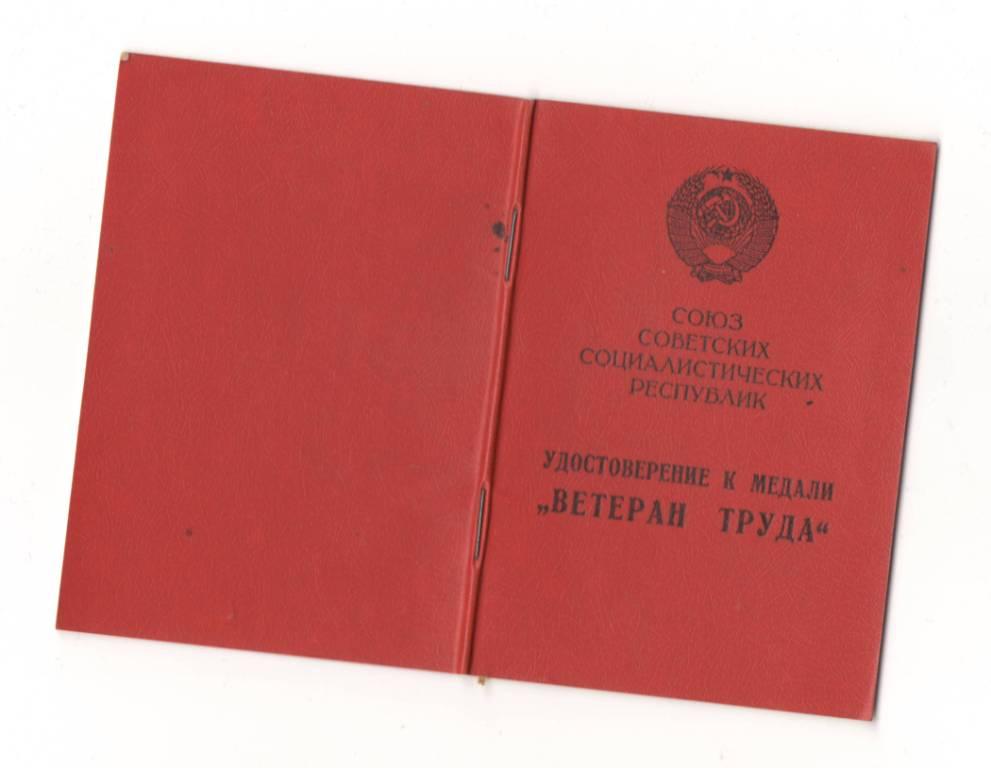 СОЮЗ
СОВЕТСКИХ
СОЦИАЛИСТИЧЕСКИХ
РЕСПУБЛИК
УДОСТОВЕРЕНИЕ К МЕДАЛИ
„ВЕТЕРАН ТРУДА“